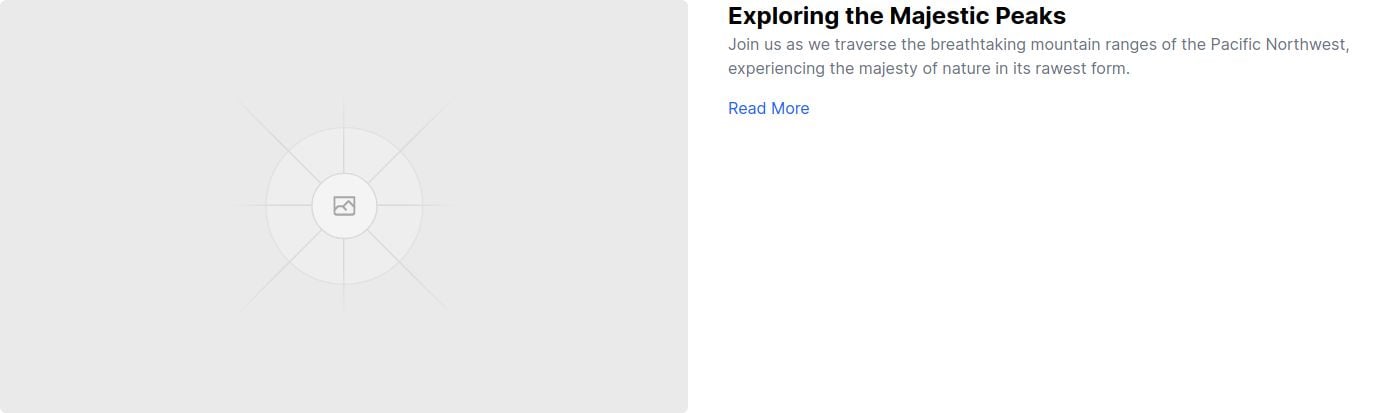 Exploring the Majestic Peaks
Join us as we traverse the breathtaking mountain ranges of the Pacific Northwest,
experiencing the majesty of nature in its rawest form.
Read More